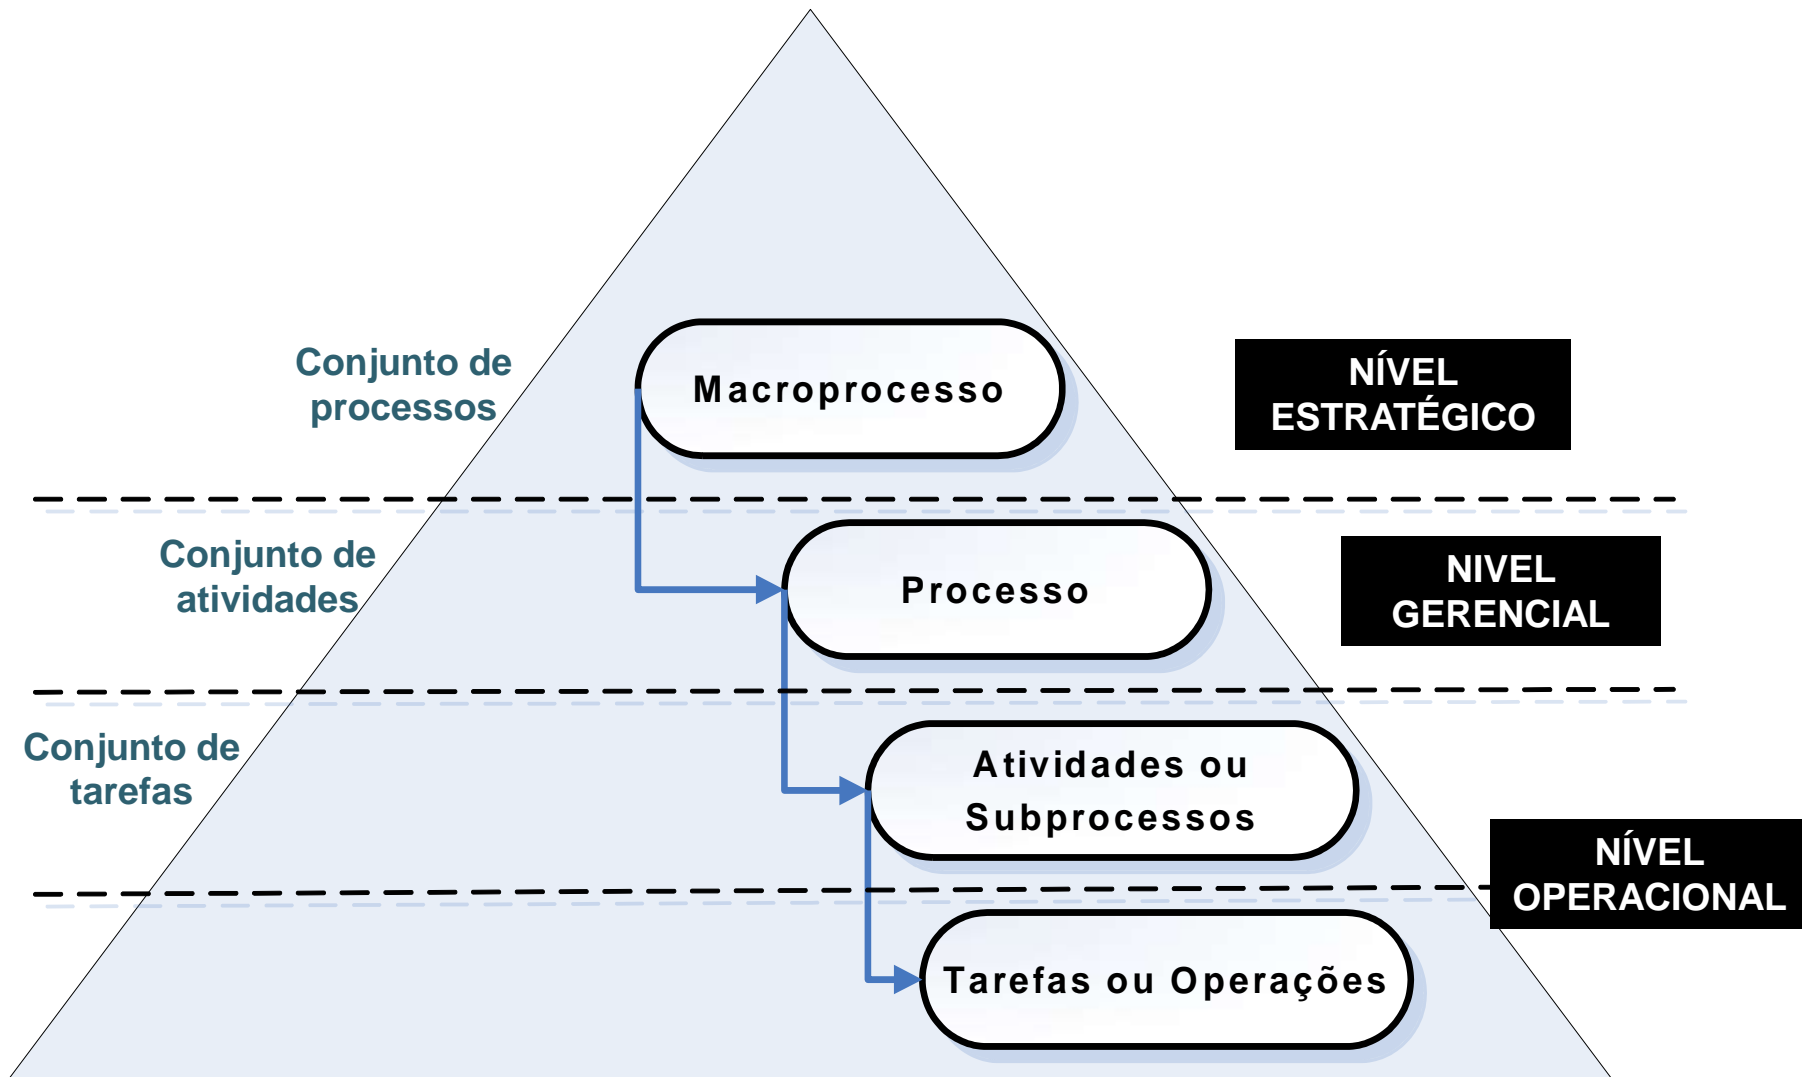 Conjunto de
processos
Macroprocesso
NÍVEL
ESTRATÉGICO
Conjunto de
atividades
Processo
NIVEL
GERENCIAL
Conjunto de
tarefas
Atividades ou
Subprocessos
NÍVEL
OPERACIONAL
Tarefas ou Operações